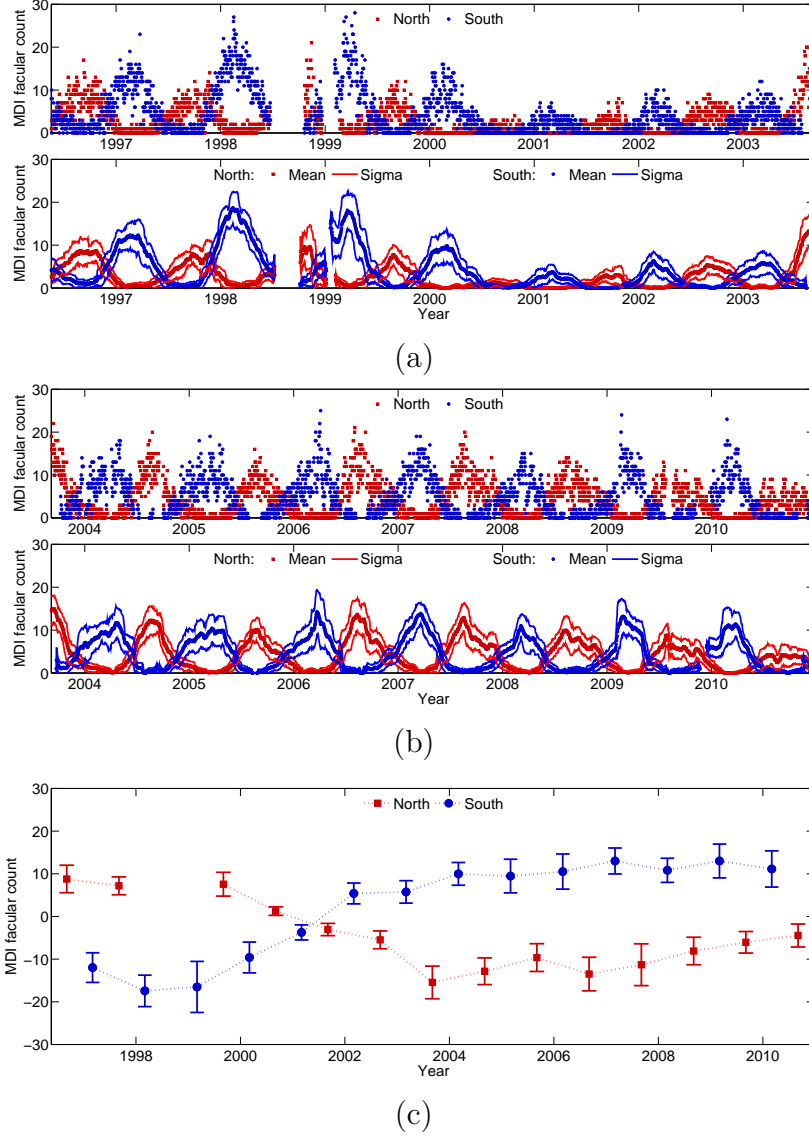 30
20
10
0
MDI facular count
North South
1997 1998 1999 2000 2001 2002 2003
30
20
10
0
MDI facular count
North: Mean Sigma South: Mean Sigma
1997 1998 1999 2000 2001 2002 2003
Year
(a)
30
20
10
0
MDI facular count
North South
2004 2005 2006 2007 2008 2009 2010
30
20
10
0
MDI facular count
North: Mean Sigma South: Mean Sigma
2004 2005 2006 2007 2008 2009 2010
Year
(b)
30
20
10
0
−10
−20
−30
MDI facular count
North South
1998 2000 2002 2004 2006 2008 2010
Year
(c)